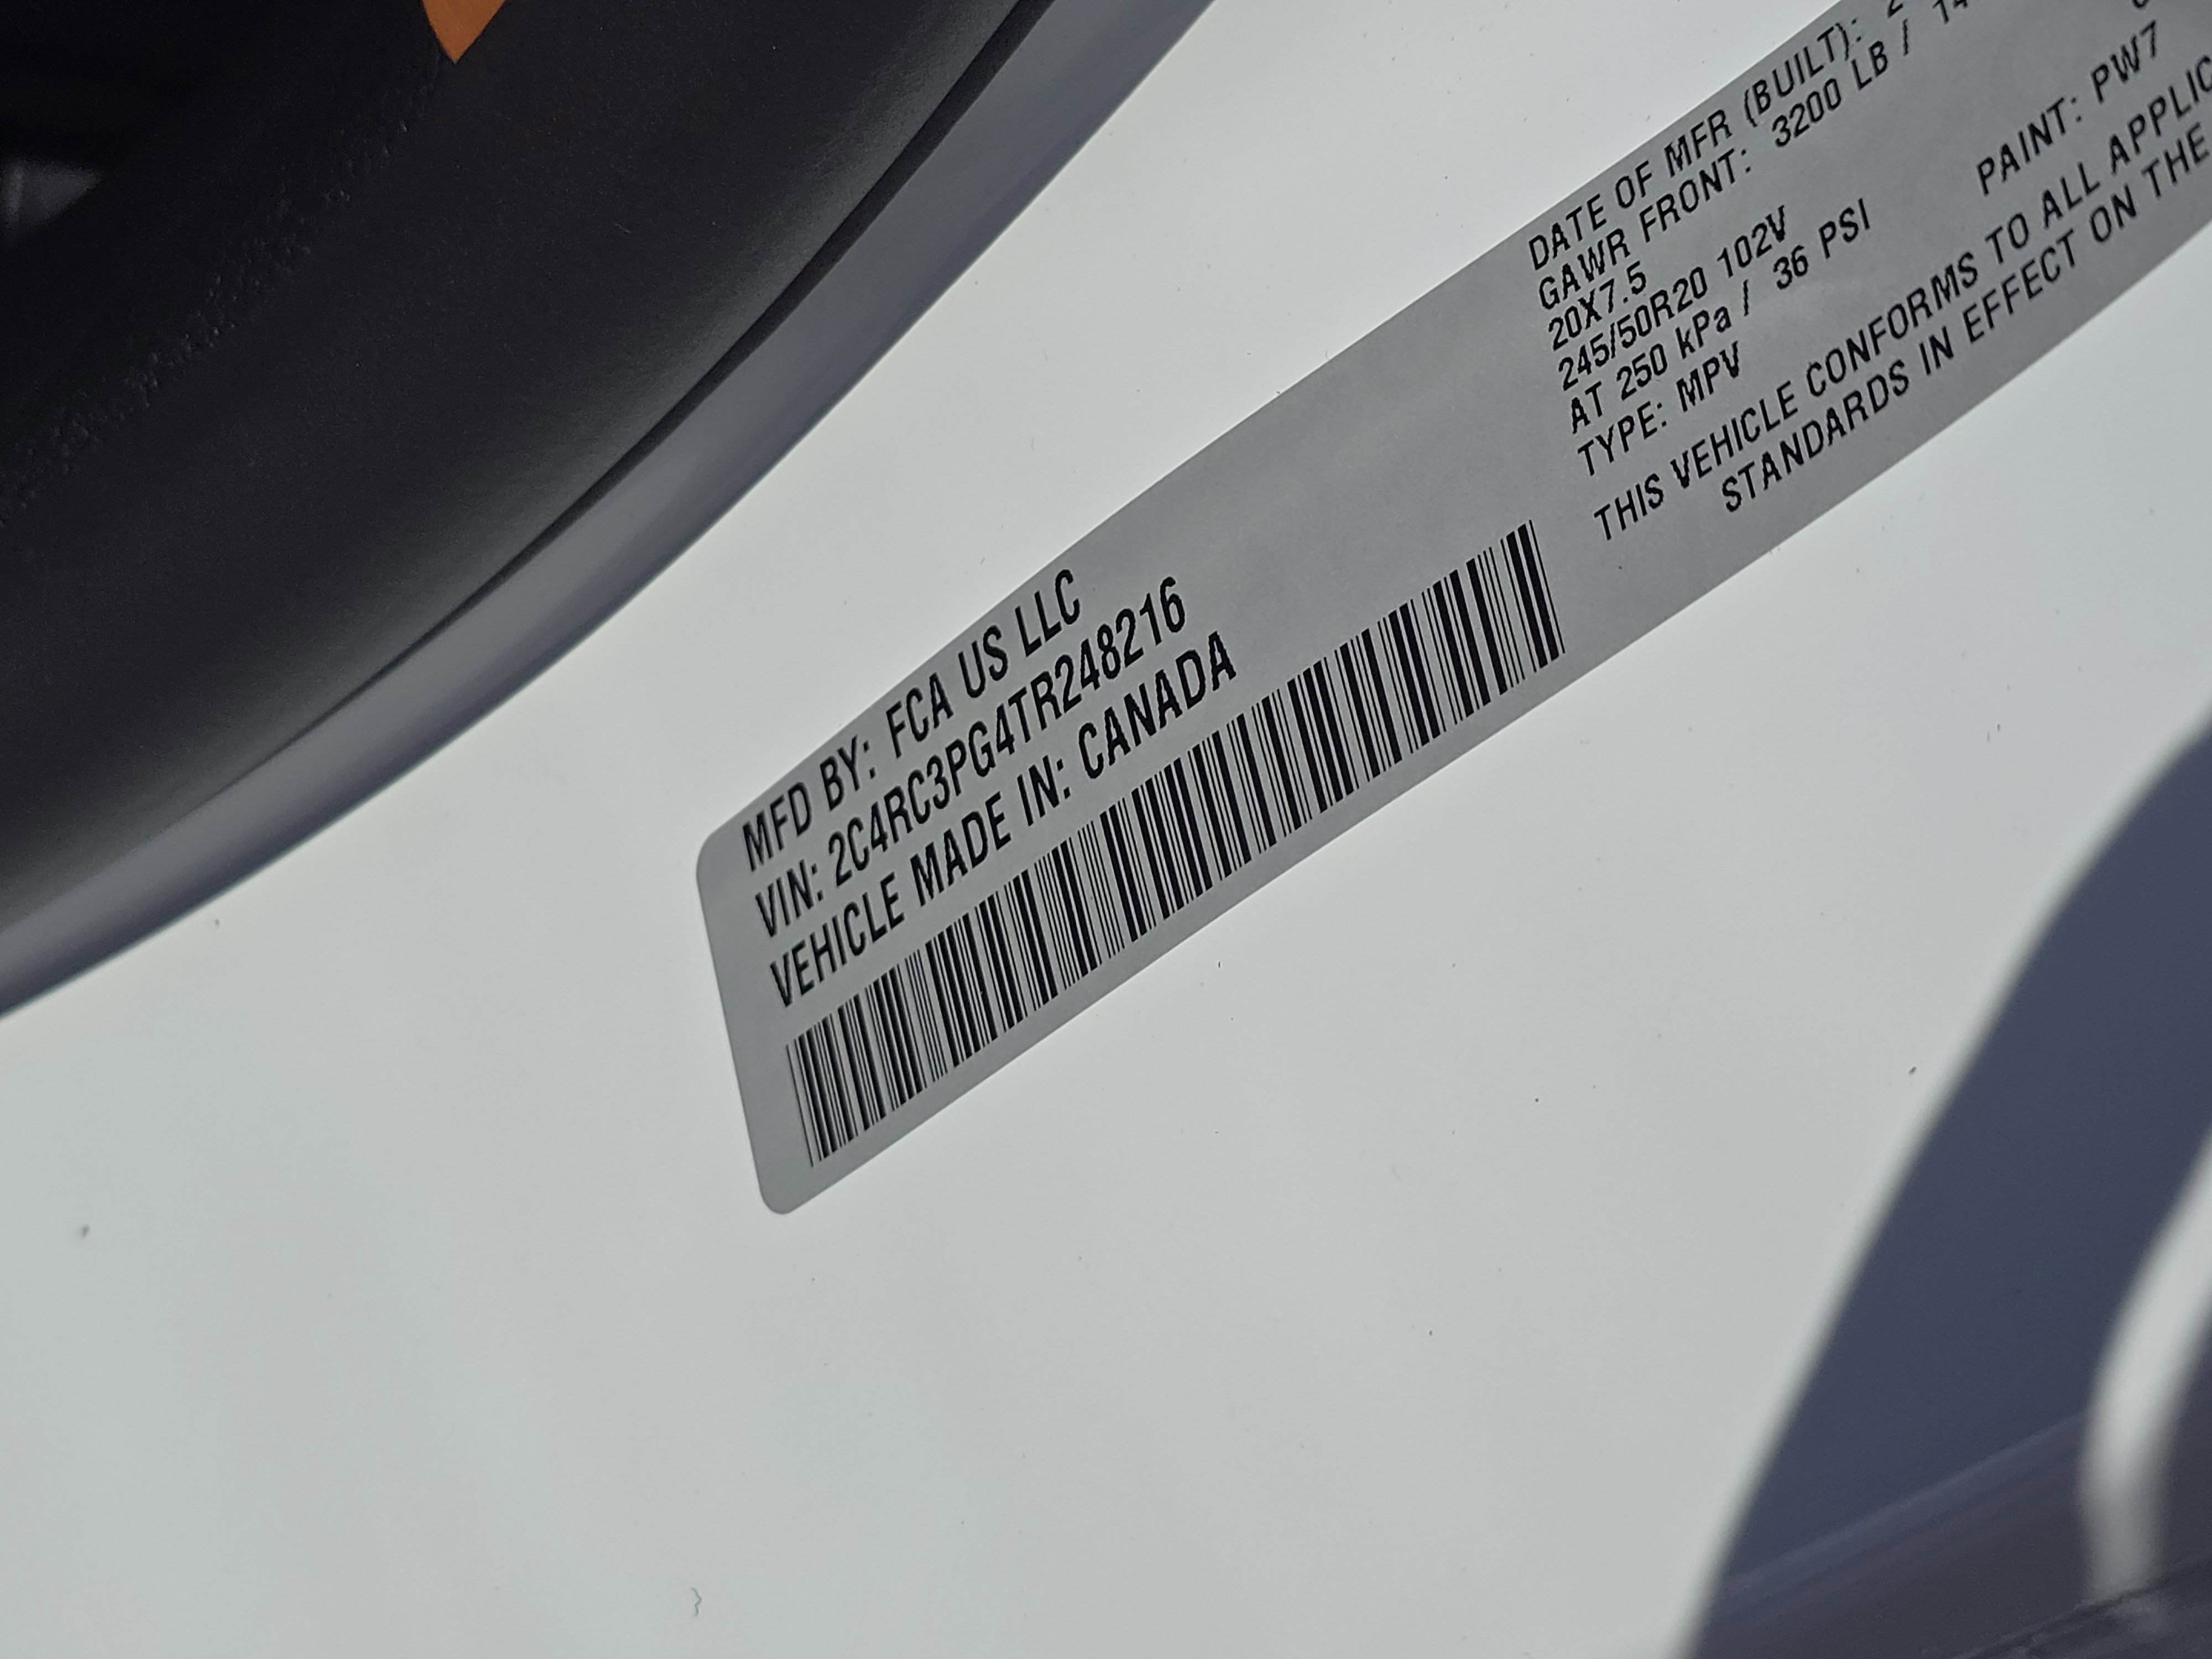 MFD BY: FCA US LLC
VIN: 2C4RC3PG4TR248216
VEHICLE MADE IN: CANADA
DATE OF MFR (BUILT):
GAWR FRONT: 3200 LB /
20X7.5
245/50R20 102V
AT 250 kPa / 36 PSI
TYPE: MPV PAINT: PW7
THIS VEHICLE CONFORMS TO ALL APPLIC
STANDARDS IN EFFECT ON THE